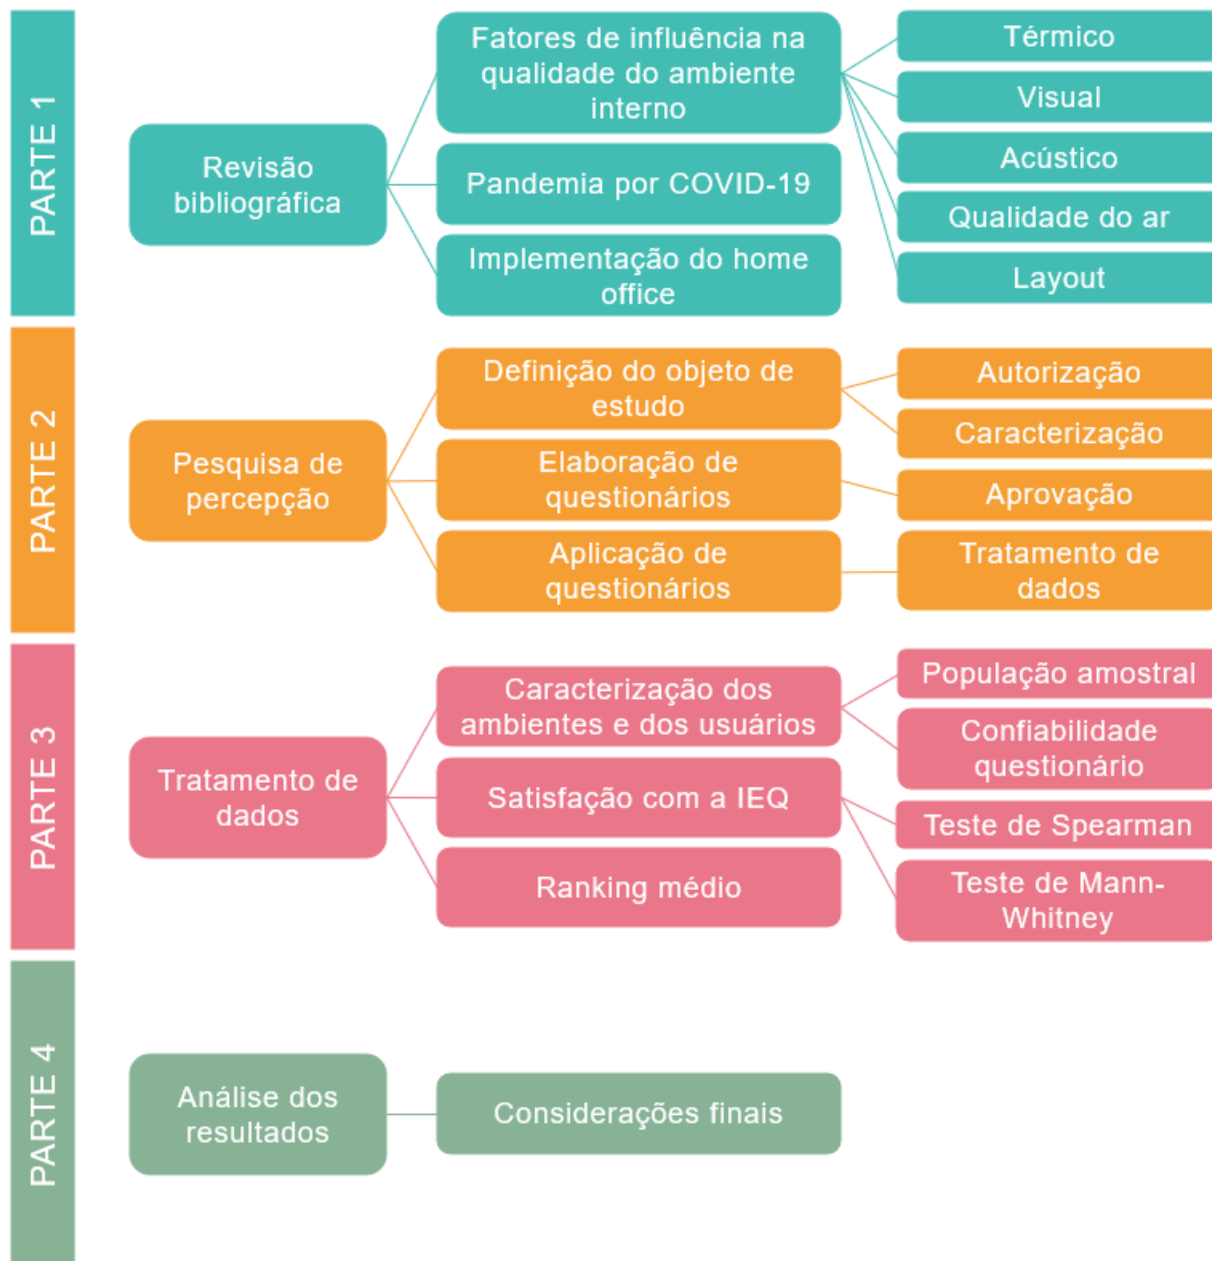 PARTE 1
Revisão
bibliográfica
Fatores de influência na
qualidade do ambiente
interno
Pandemia por COVID-19
Implementação do home
office
Térmico
Visual
Acústico
Qualidade do ar
Layout
PARTE 2
Pesquisa de
percepção
Definição do objeto de
estudo
Elaboração de
questionários
Aplicação de
questionários
Autorização
Caracterização
Aprovação
Tratamento de
dados
PARTE 3
Tratamento de
dados
Caracterização dos
ambientes e dos usuários
Satisfação com a IEQ
Ranking médio
População amostral
Confiabilidade
questionário
Teste de Spearman
Teste de Mann-
Whitney
PARTE 4
Análise dos
resultados
Considerações finais